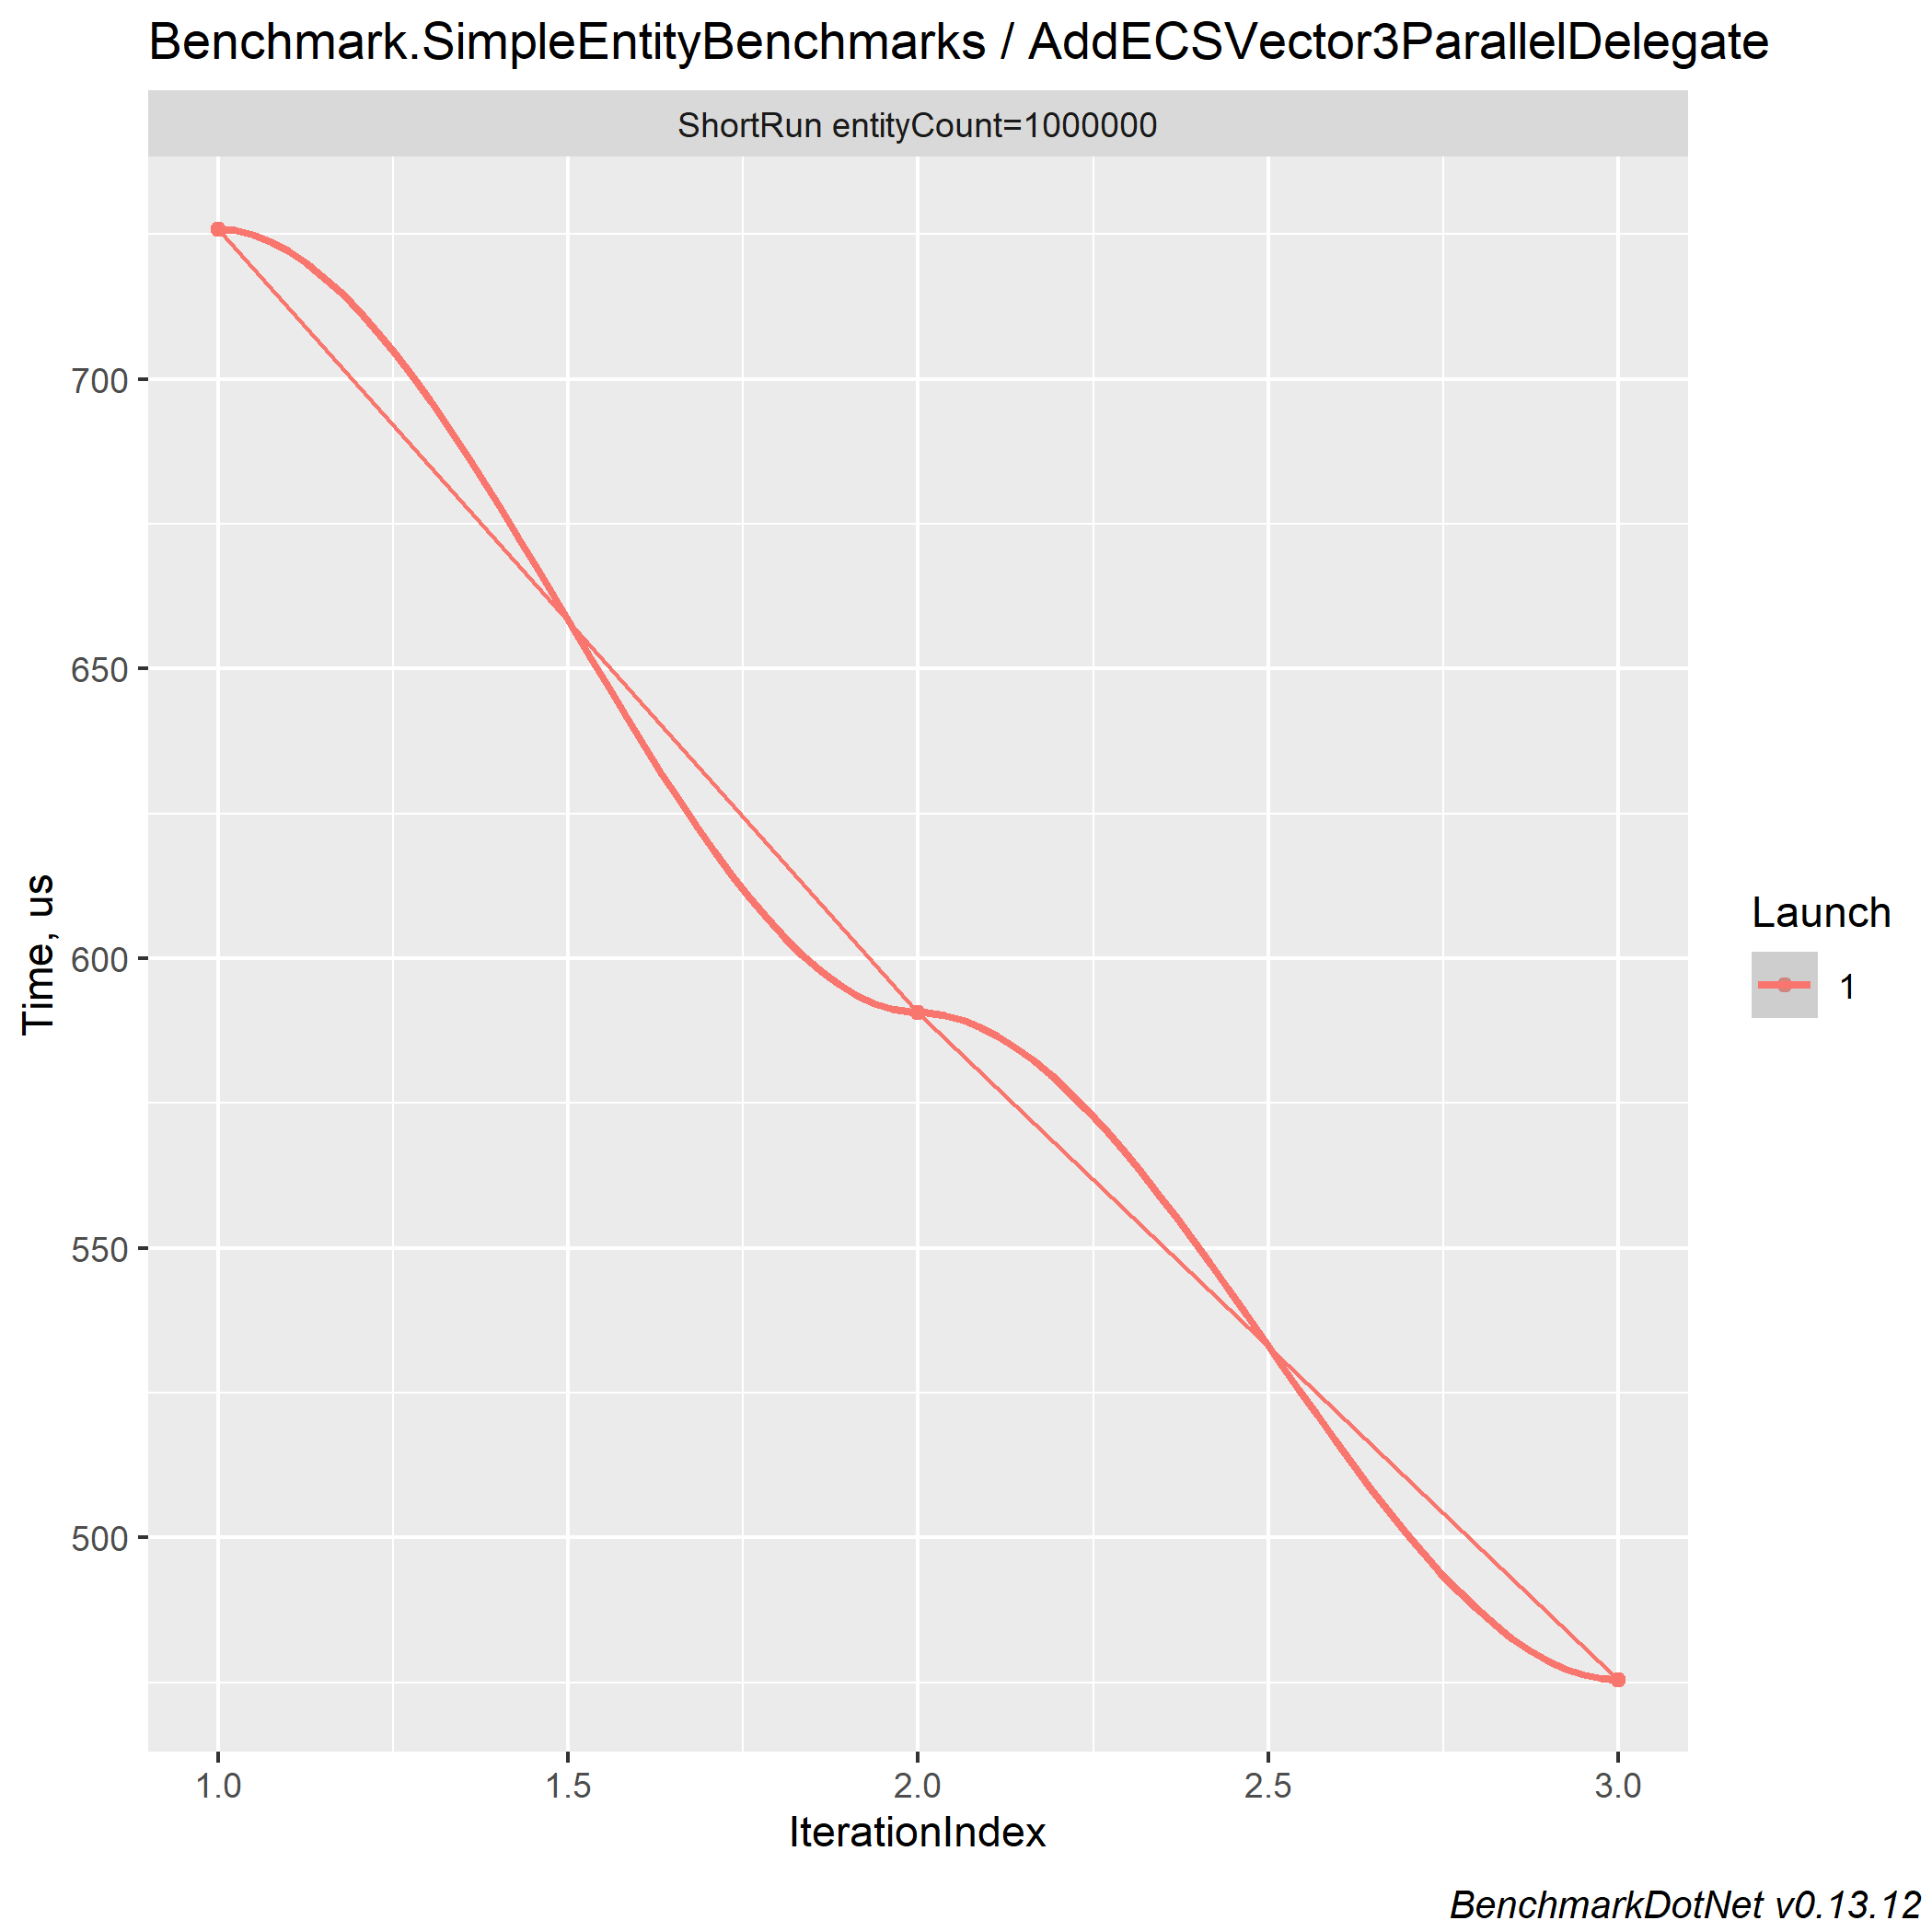 Benchmark.SimpleEntityBenchmarks / AddECSVector3ParallelDelegate
ShortRun entityCount=1000000
Time, us
700
650
600
550
500
1.0 1.5 2.0 2.5 3.0
IterationIndex
Launch
1
BenchmarkDotNet v0.13.12